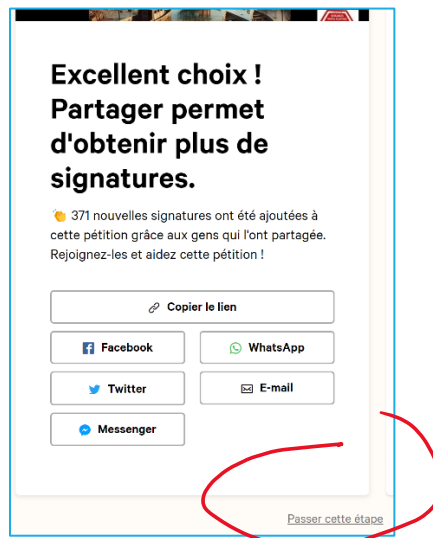 Excellent choix !
Partager permet
d'obtenir plus de
signatures.
👏 371 nouvelles signatures ont été ajoutées à
cette pétition grâce aux gens qui l'ont partagée.
Rejoignez-les et aidez cette pétition !
Copier le lien
Facebook
WhatsApp
Twitter
E-mail
Messenger
Passer cette étape